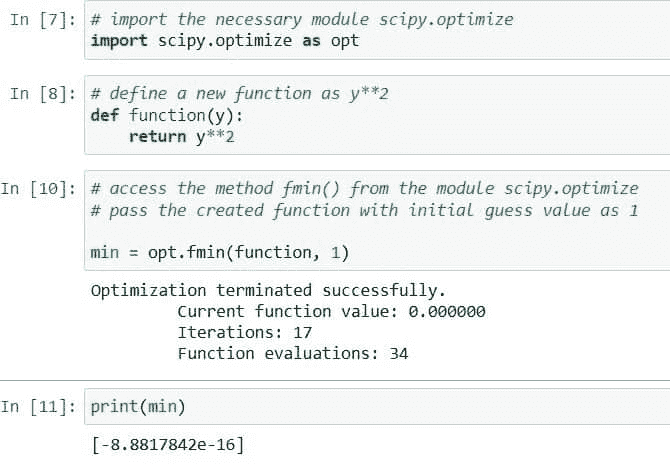 In [7]: # import the necessary module scipy.optimize
import scipy.optimize as opt
In [8]: # define a new function as y**2
def function(y):
    return y**2
In [10]: # access the method fmin() from the module scipy.optimize
# pass the created function with initial guess value as 1
min = opt.fmin(function, 1)
Optimization terminated successfully.
Current function value: 0.000000
Iterations: 17
Function evaluations: 34
In [11]: print(min)
[-8.8817842e-16]